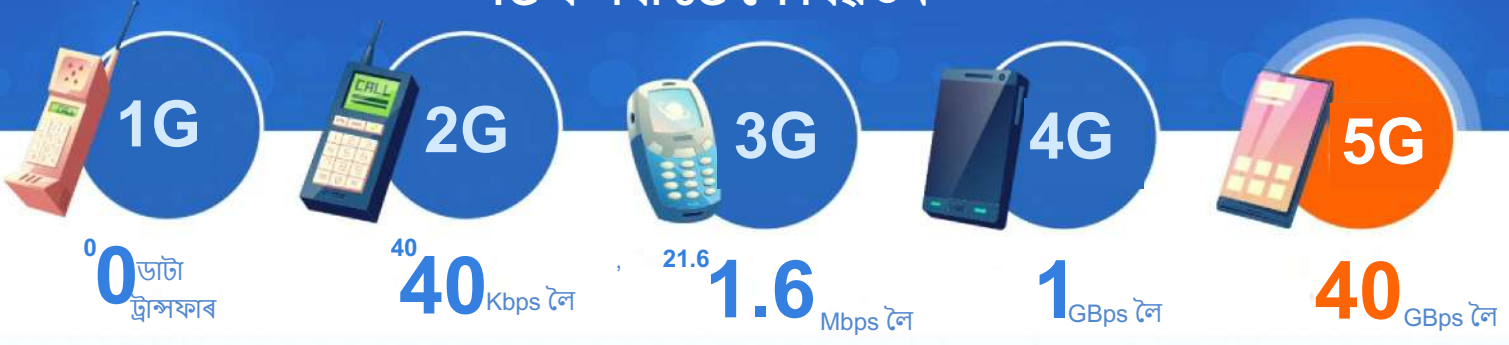 1G
2G
3G
4G
5G
CALL
0 0 ডাটা
ট্ৰান্সফাৰ
40 40 Kbps লৈ
, 21.6 1.6 Mbps লৈ
1 GBps লৈ
40 GBps লৈ